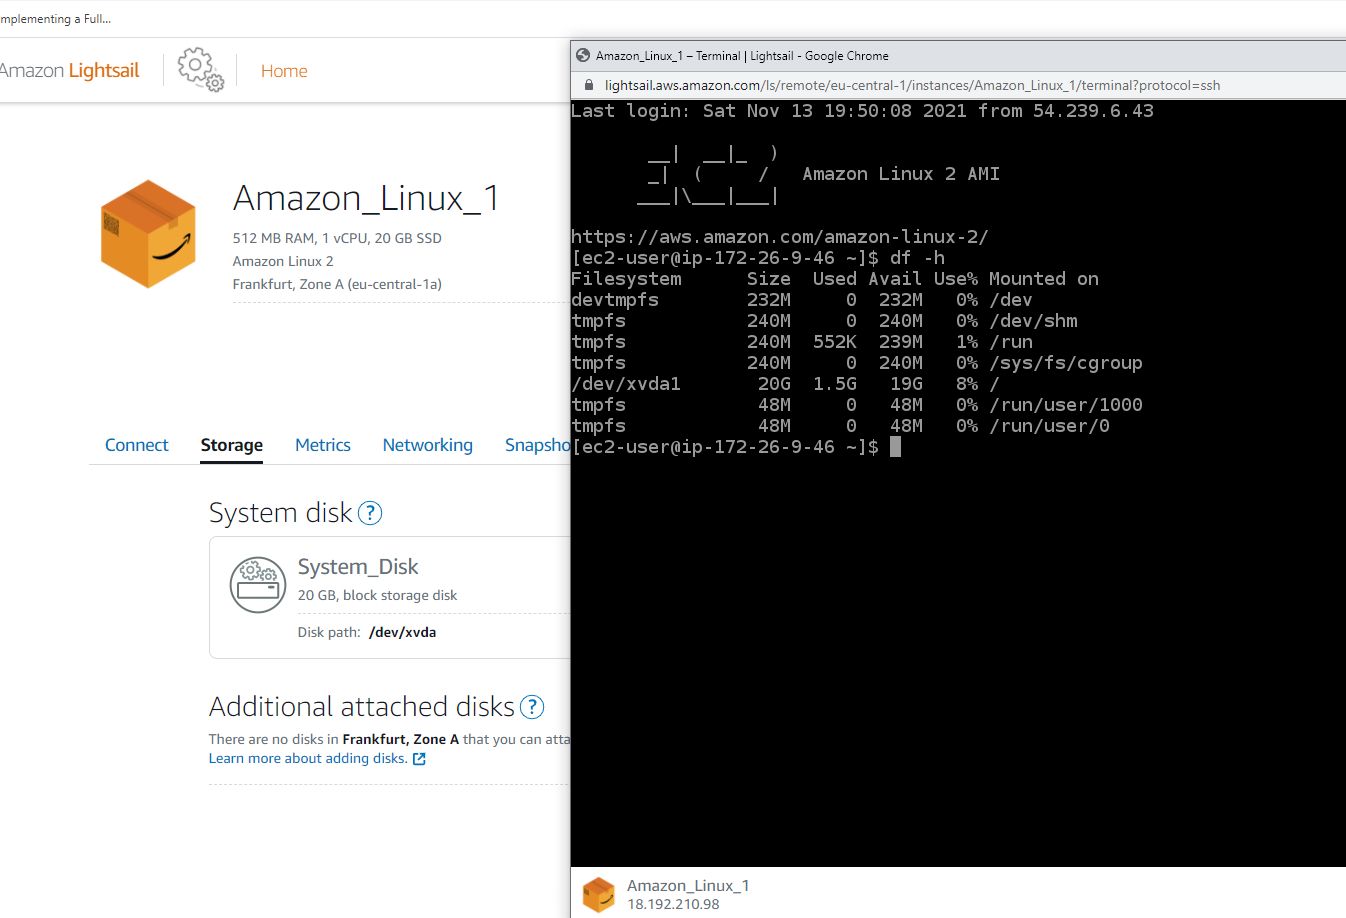 mplementing a Full...
Amazon Lightsail
Home
Amazon_Linux_1
512 MB RAM, 1 vCPU, 20 GB SSD
Amazon Linux 2
Frankfurt, Zone A (eu-central-1a)
Connect Storage Metrics Networking Snapsho
System disk ?
System_Disk
20 GB, block storage disk
Disk path: /dev/xvda
Additional attached disks ?
There are no disks in Frankfurt, Zone A that you can atta
Learn more about adding disks.
Amazon_Linux_1 – Terminal | Lightsail - Google Chrome
lightsail.aws.amazon.com/ls/remote/eu-central-1/instances/Amazon_Linux_1/terminal?protocol=ssh
Last login: Sat Nov 13 19:50:08 2021 from 54.239.6.43
       __|  __|_  )
       _|  (     /   Amazon Linux 2 AMI
      ___|\___|___|
https://aws.amazon.com/amazon-linux-2/
[ec2-user@ip-172-26-9-46 ~]$ df -h
Filesystem      Size  Used Avail Use% Mounted on
devtmpfs        232M     0  232M   0% /dev
tmpfs           240M     0  240M   0% /dev/shm
tmpfs           240M  552K  239M   1% /run
tmpfs           240M     0  240M   0% /sys/fs/cgroup
/dev/xvda1       20G  1.5G   19G   8% /
tmpfs            48M     0   48M   0% /run/user/1000
tmpfs            48M     0   48M   0% /run/user/0
[ec2-user@ip-172-26-9-46 ~]$
Amazon_Linux_1
18.192.210.98